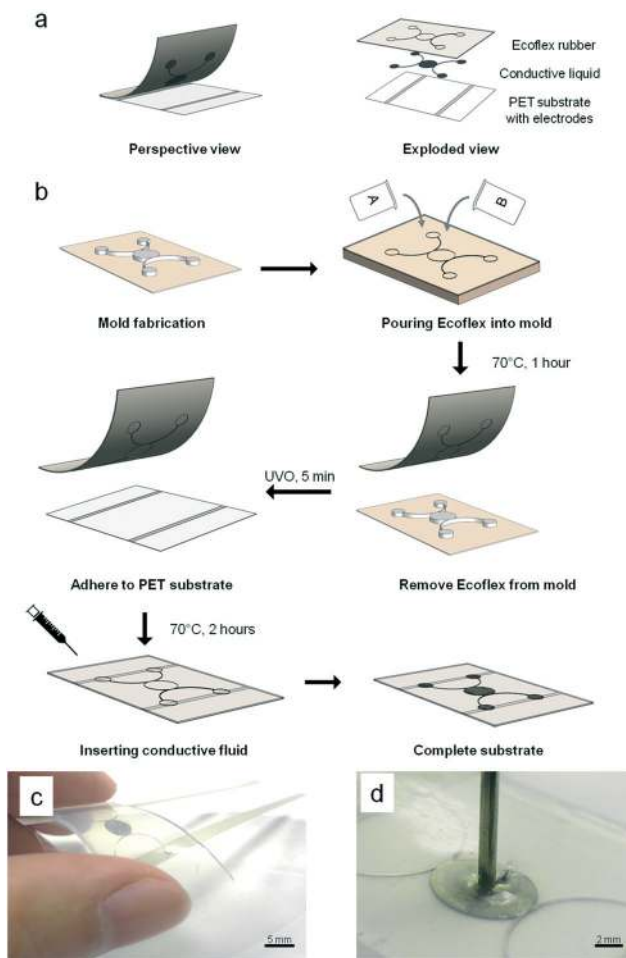 a
Ecoflex rubber
Conductive liquid
PET substrate
with electrodes
Perspective view
Exploded view
b
A
B
Mold fabrication
Pouring Ecoflex into mold
70°C, 1 hour
UVO, 5 min
Adhere to PET substrate
Remove Ecoflex from mold
70°C, 2 hours
Inserting conductive fluid
Complete substrate
c
d
5 mm
2 mm